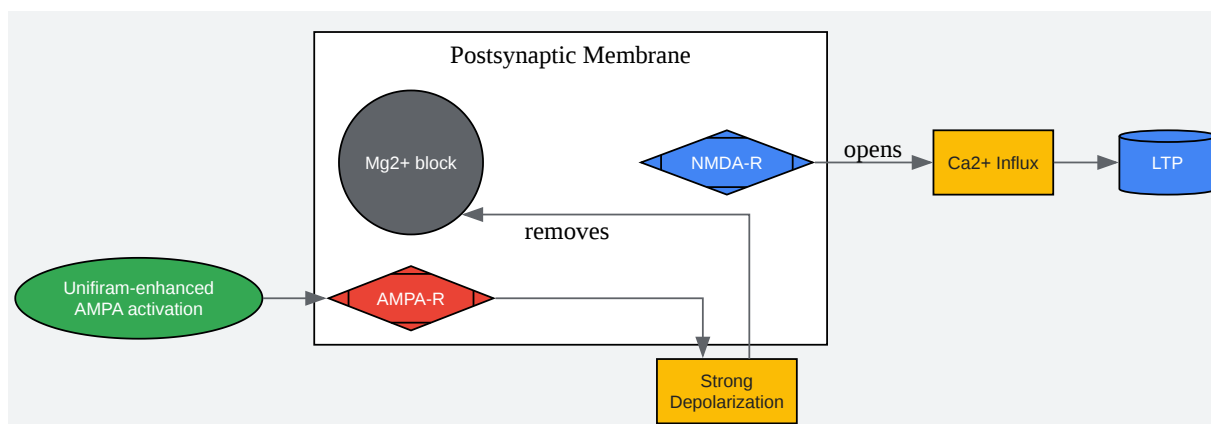 Postsynaptic Membrane
Mg2+ block
NMDA-R
opens
Ca2+ Influx
LTP
removes
Unifiram-enhanced
AMPA activation
AMPA-R
Strong
Depolarization